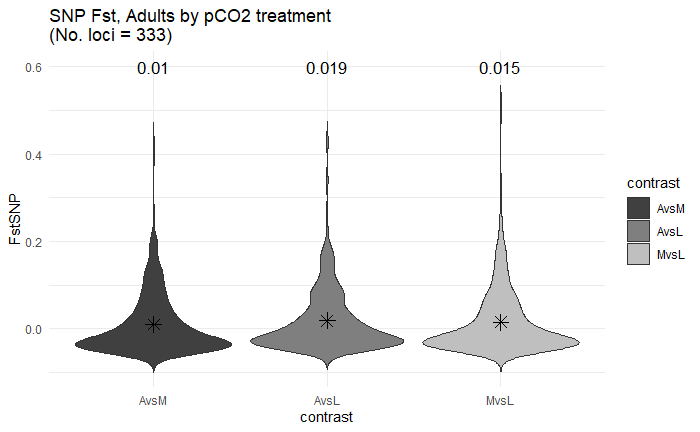 SNP Fst, Adults by pCO2 treatment
(No. loci = 333)
0.01
0.019
0.015
0.6
0.4
0.2
0.0
FstSNP
AvsM
AvsL
MvsL
contrast
contrast
AvsM
AvsL
MvsL